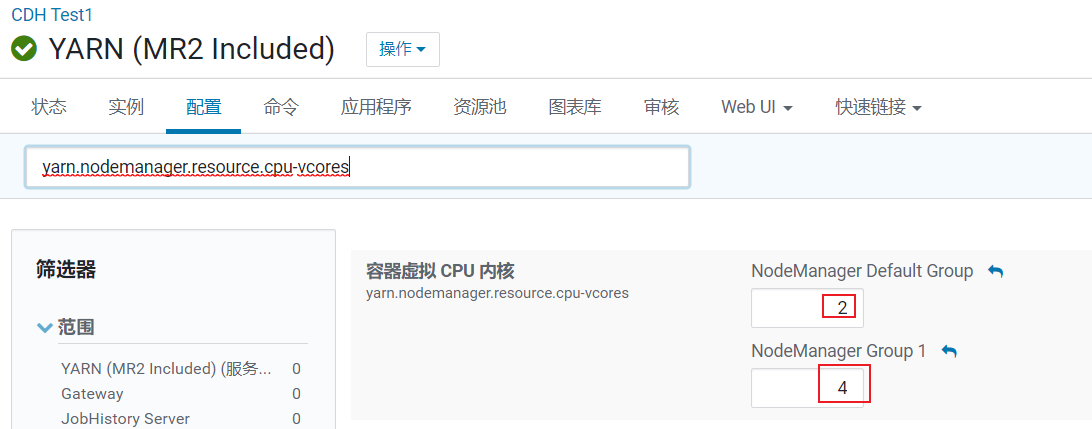 CDH Test1
YARN (MR2 Included)
操作
状态 实例 配置 命令 应用程序 资源池 图表库 审核 Web UI 快速链接
yarn.nodemanager.resource.cpu-vcores
筛选器
范围
YARN (MR2 Included) (服务... 0
Gateway 0
JobHistory Server 0
容器虚拟 CPU 内核
yarn.nodemanager.resource.cpu-vcores
NodeManager Default Group
2
NodeManager Group 1
4